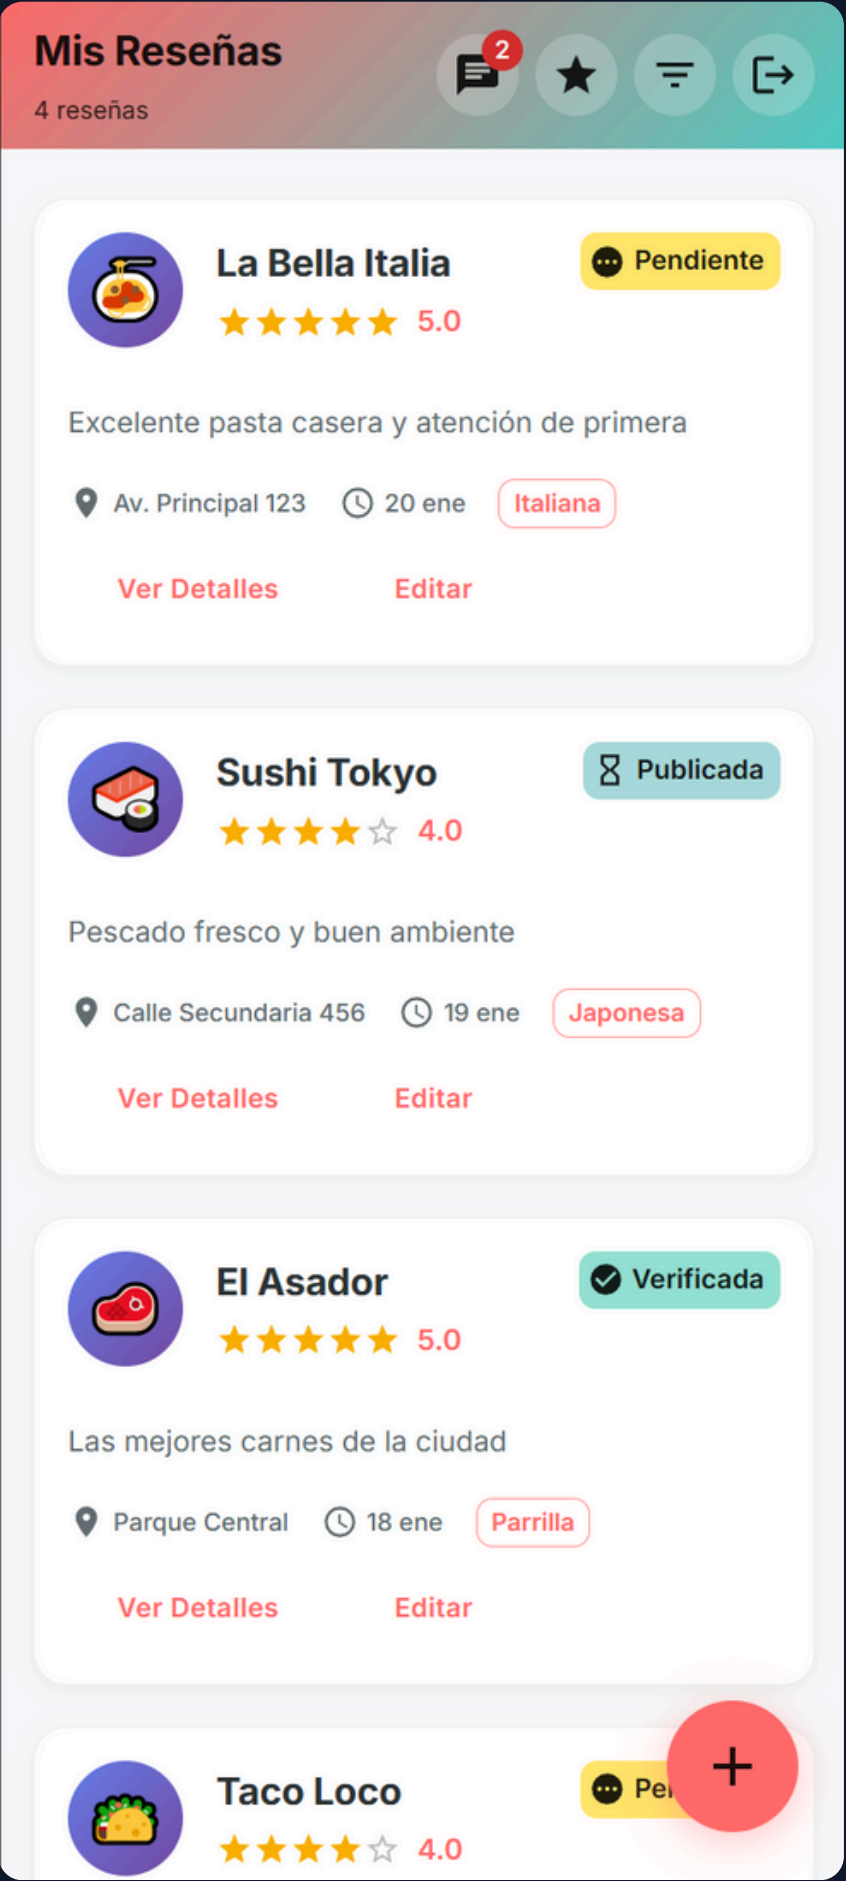 Mis Reseñas
2
4 reseñas
La Bella Italia
Pendiente
5.0
Excelente pasta casera y atención de primera
Av. Principal 123 20 ene Italiana
Ver Detalles Editar
Sushi Tokyo
Publicada
4.0
Pescado fresco y buen ambiente
Calle Secundaria 456 19 ene Japonesa
Ver Detalles Editar
El Asador
Verificada
5.0
Las mejores carnes de la ciudad
Parque Central 18 ene Parrilla
Ver Detalles Editar
Taco Loco
4.0